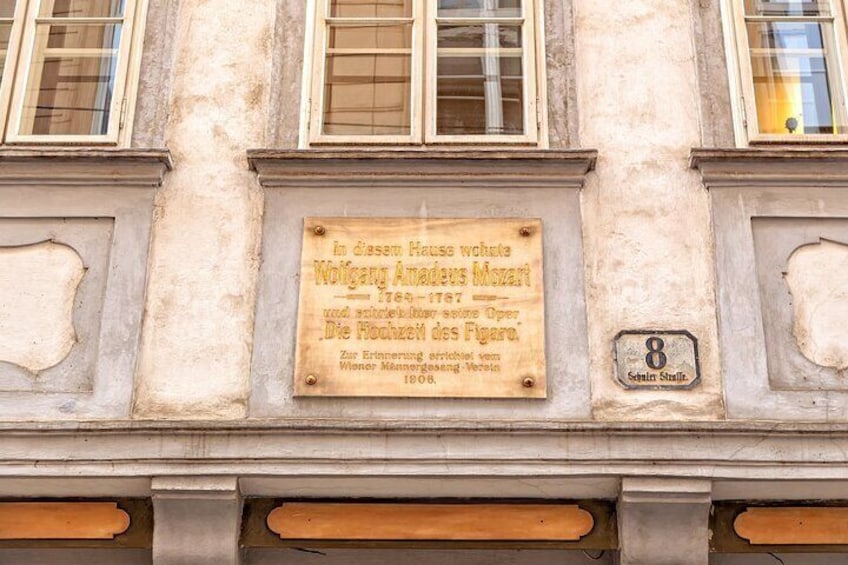 In diesem Hause wohnte
Wolfgang Amadeus Mozart
1784–1787
und schrieb hier seine Oper
„Die Hochzeit des Figaro.“
Zur Erinnerung errichtet vom
Wiener Männergesang-Verein
1906.
8
Schuler Straße